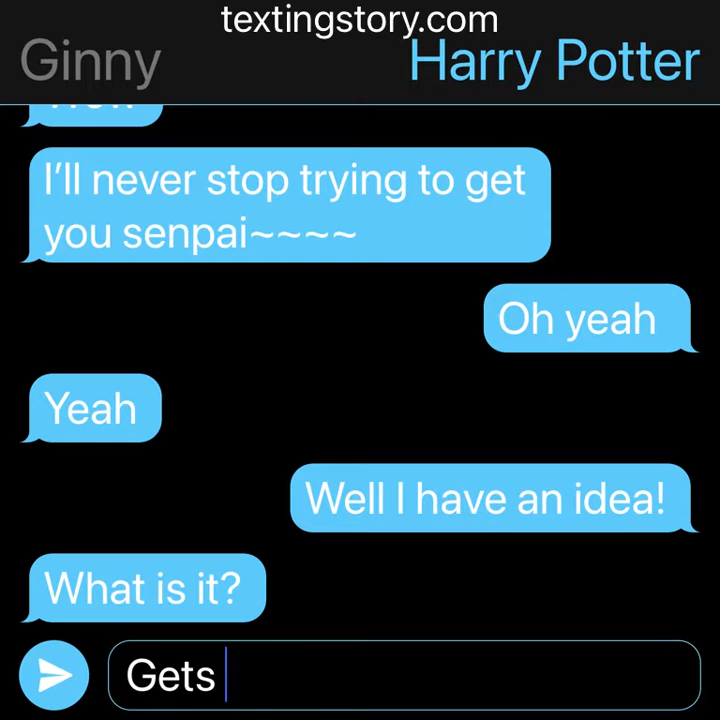 textingstory.com
Ginny
Harry Potter
I'll never stop trying to get
you senpai~~~~
Oh yeah
Yeah
Well I have an idea!
What is it?
Gets